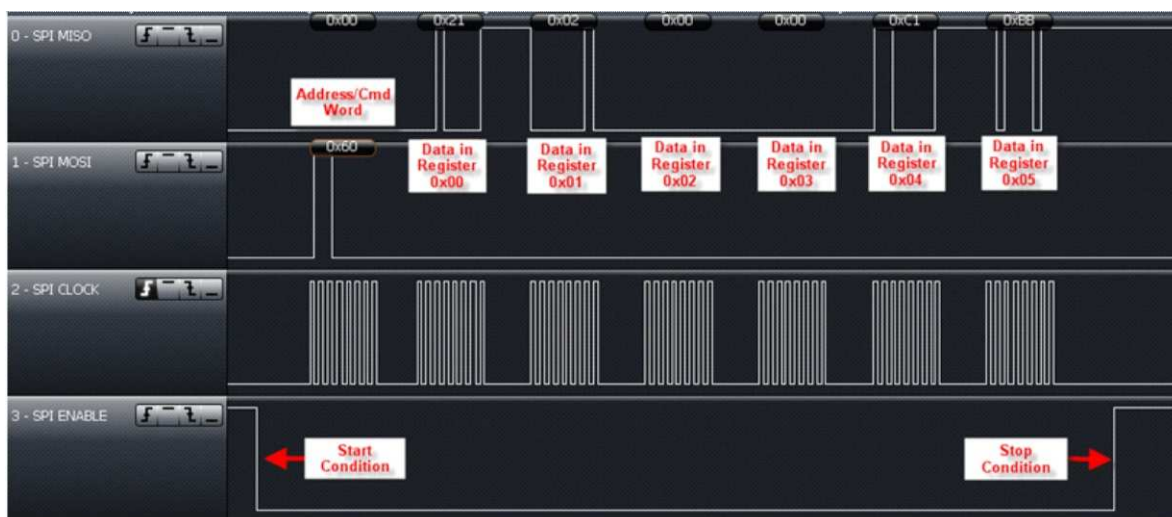 0x00 0x21 0x02 0x00 0x00 0xC1 0xBB
0 - SPI MISO
Address/Cmd
Word
0x60
1 - SPI MOSI
Data in
Register
0x00
Data in
Register
0x01
Data in
Register
0x02
Data in
Register
0x03
Data in
Register
0x04
Data in
Register
0x05
2 - SPI CLOCK
3 - SPI ENABLE
Start
Condition
Stop
Condition